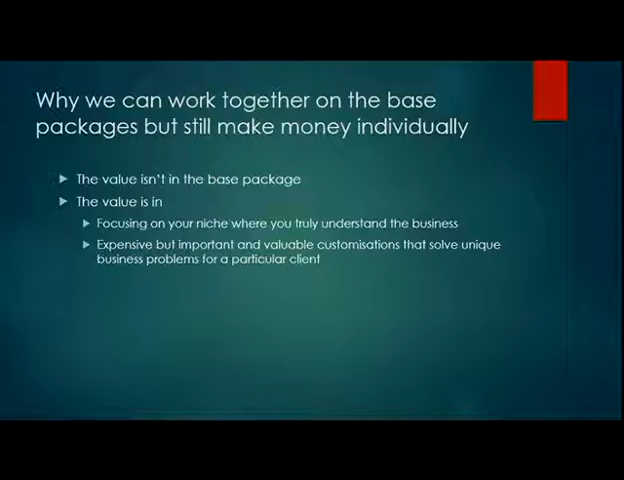 Why we can work together on the base
packages but still make money individually
The value isn't in the base package
The value is in
Focusing on your niche where you truly understand the business
Expensive but important and valuable customisations that solve unique
business problems for a particular client